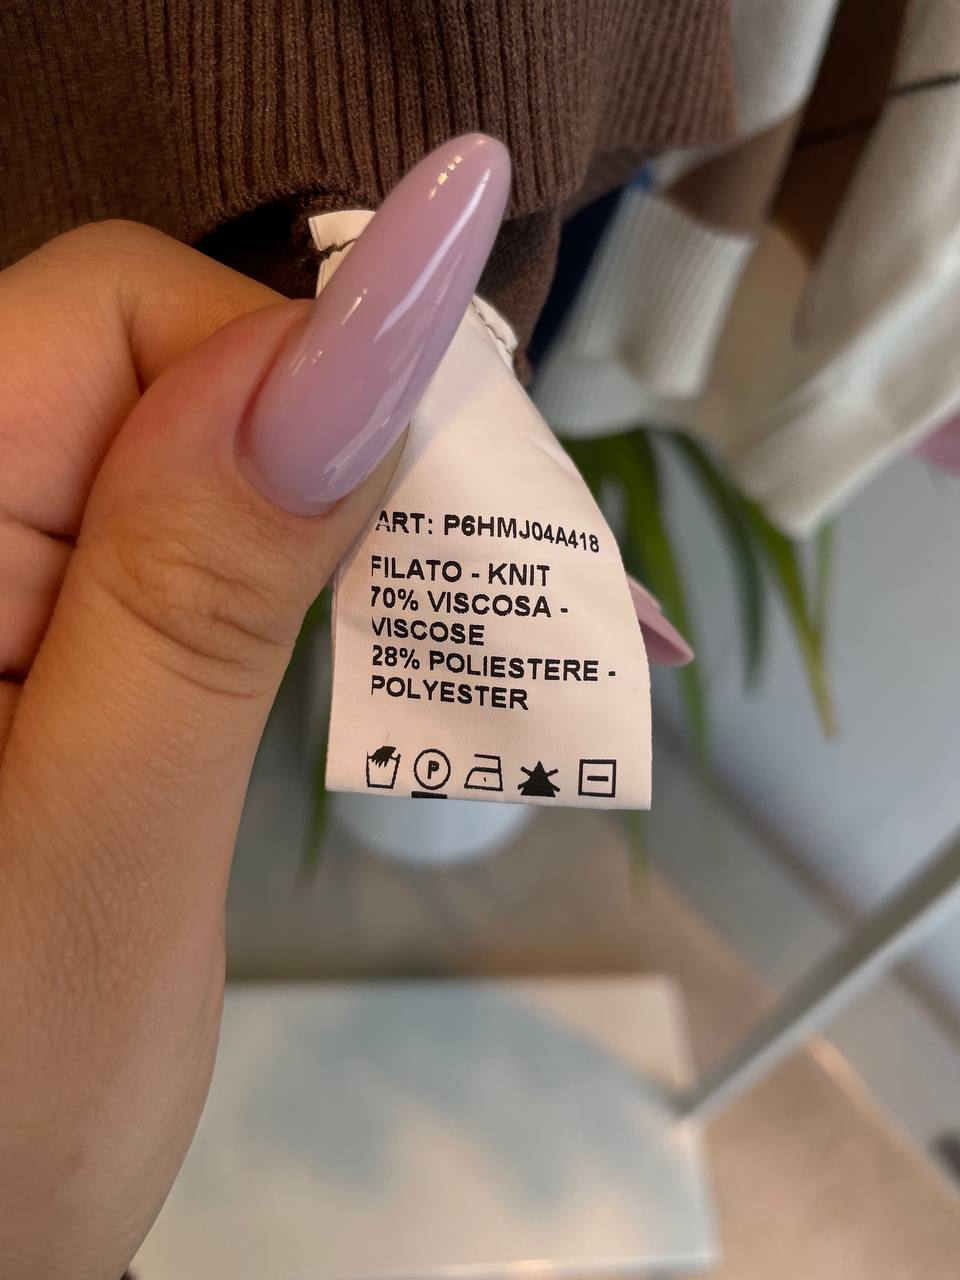 ART: P6HMJ04A418
FILATO - KNIT
70% VISCOSA -
VISCOSE
28% POLIESTERE -
POLYESTER
P